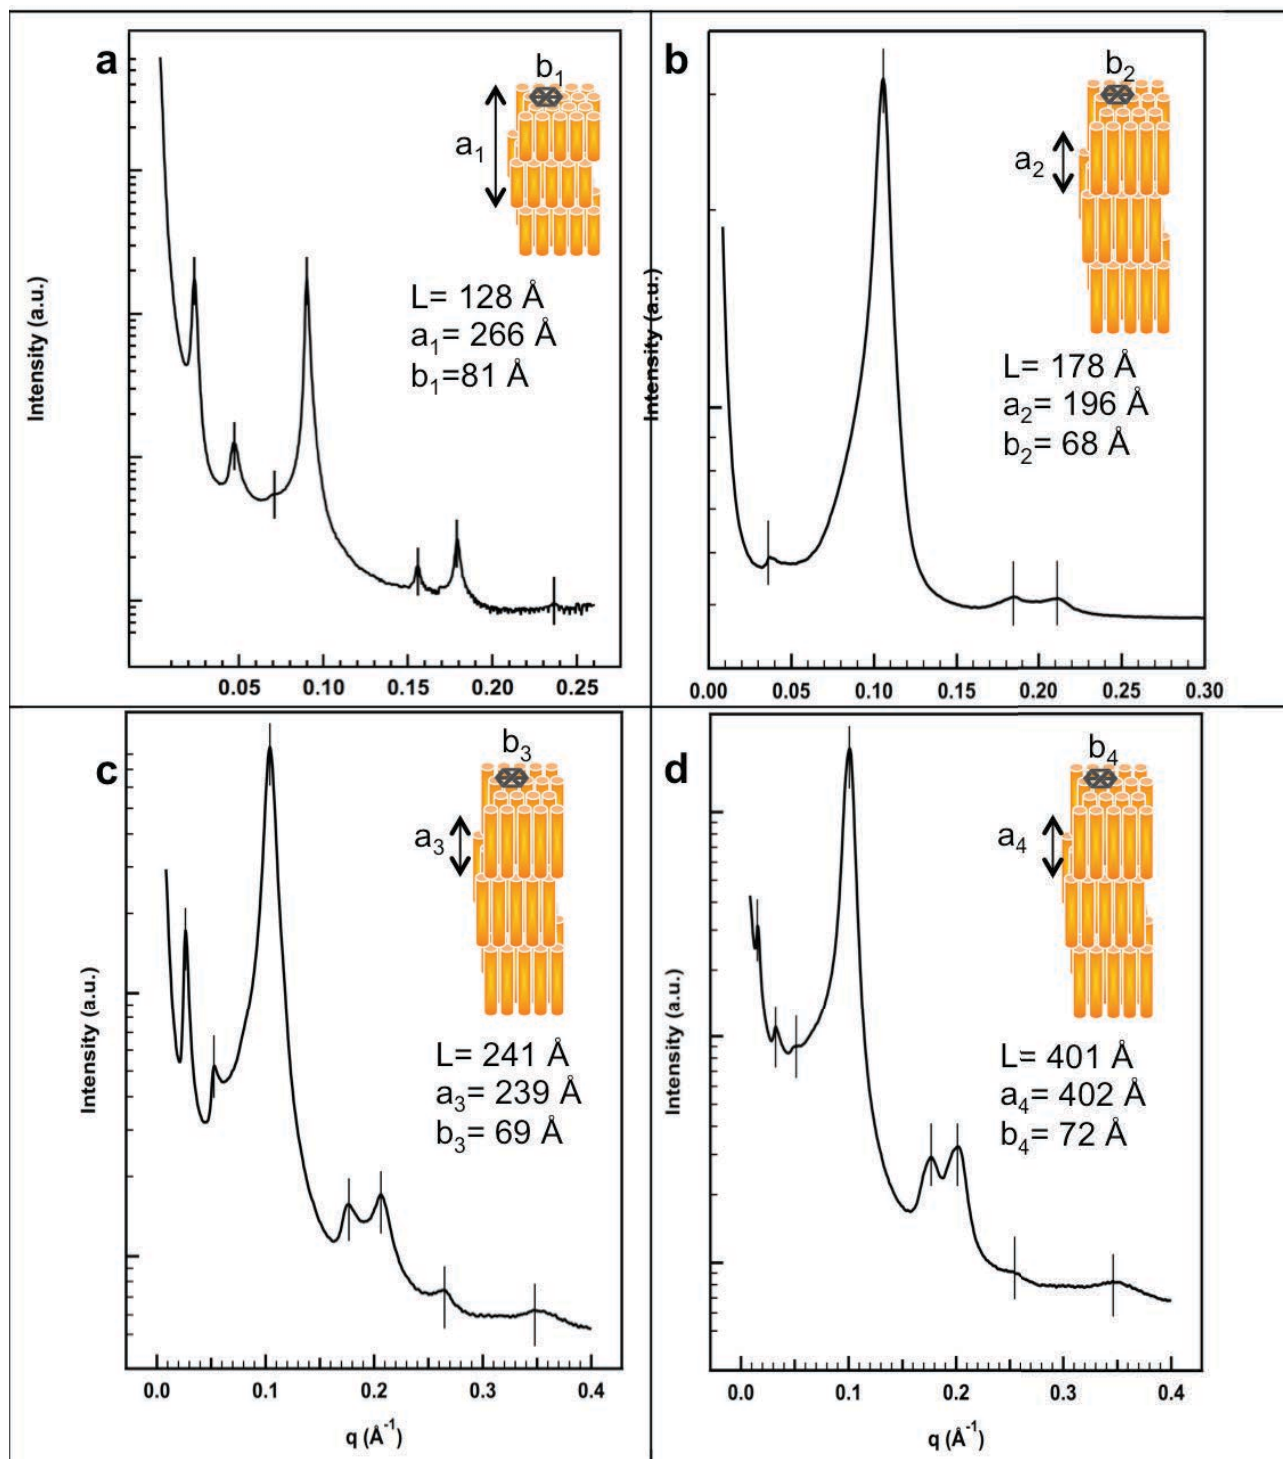 a
b₁
a₁
L= 128 Å
a₁= 266 Å
b₁=81 Å
Intensity (a.u.)
0.05 0.10 0.15 0.20 0.25
b
b₂
a₂
L= 178 Å
a₂= 196 Å
b₂= 68 Å
Intensity (a.u.)
0.00 0.05 0.10 0.15 0.20 0.30
c
b₃
a₃
L= 241 Å
a₃= 239 Å
b₃= 69 Å
Intensity (a.u.)
0.0 0.1 0.2 0.3 0.4
q (Å⁻¹)
d
b₄
a₄
L= 401 Å
a₄= 402 Å
b₄= 72 Å
Intensity (a.u.)
0.0 0.1 0.2 0.3 0.4
q (Å⁻¹)